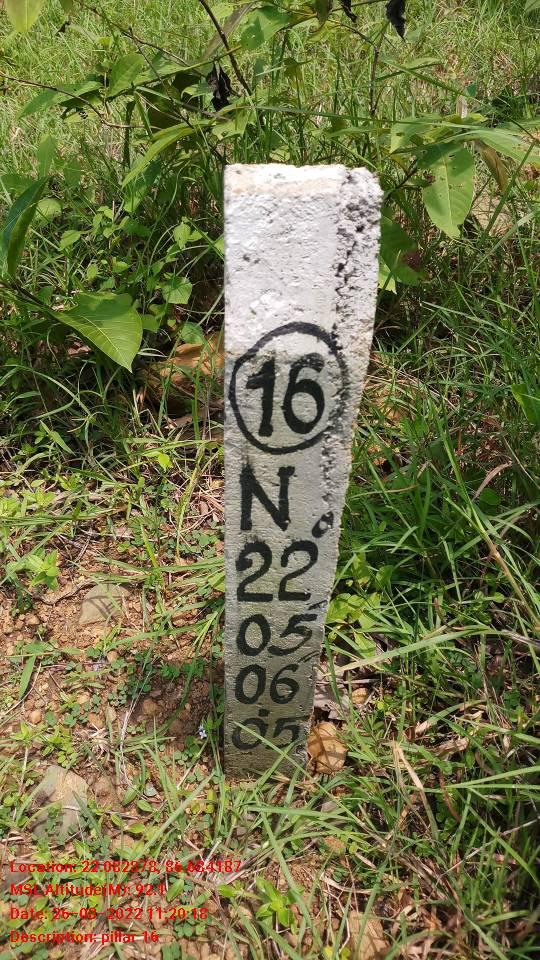 16
N
22
05
06
.05
Location: 22.082978, 86.684187
MSL Altitude(M): 92.1
Date: 26-08-2022 11:20:18
Description: pillar 16